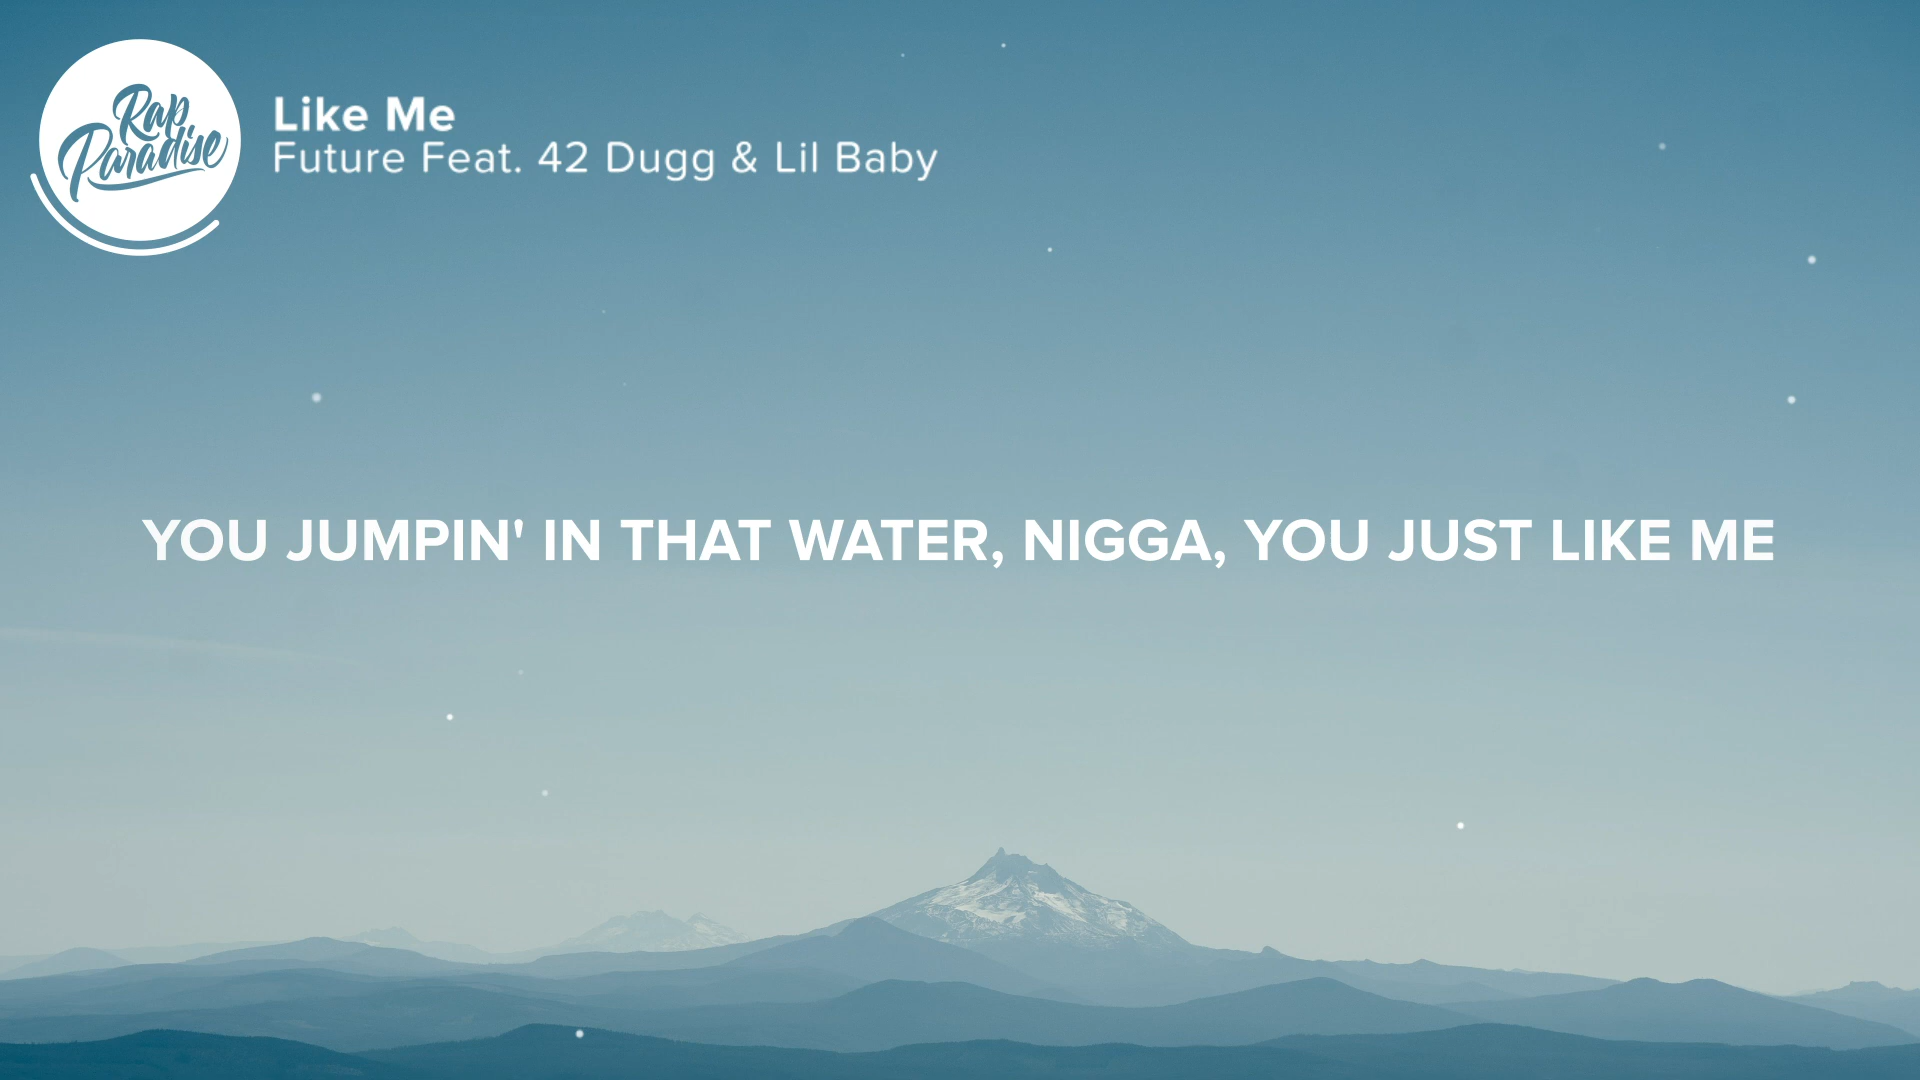 Rap
Paradise
Like Me
Future Feat. 42 Dugg & Lil Baby
YOU JUMPIN' IN THAT WATER, NIGGA, YOU JUST LIKE ME